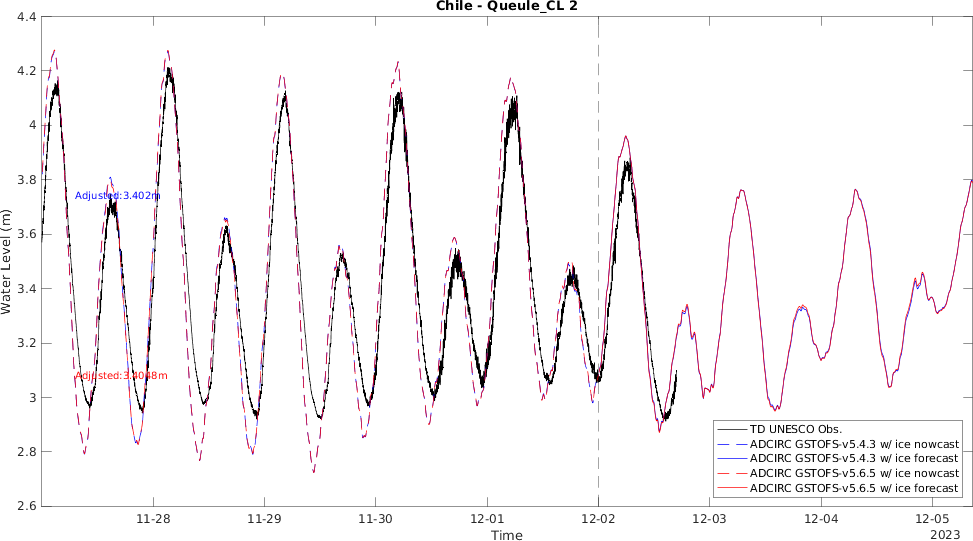 Chile - Queule_CL 2
Water Level (m)
4.4
4.2
4
3.8
3.6
3.4
3.2
3
2.8
2.6
Adjusted:3.402m
Adjusted:3.4048m
TD UNESCO Obs.
ADCIRC GSTOFS-v5.4.3 w/ ice nowcast
ADCIRC GSTOFS-v5.4.3 w/ ice forecast
ADCIRC GSTOFS-v5.6.5 w/ ice nowcast
ADCIRC GSTOFS-v5.6.5 w/ ice forecast
11-28 11-29 11-30 12-01 12-02 12-03 12-04 12-05
Time 2023